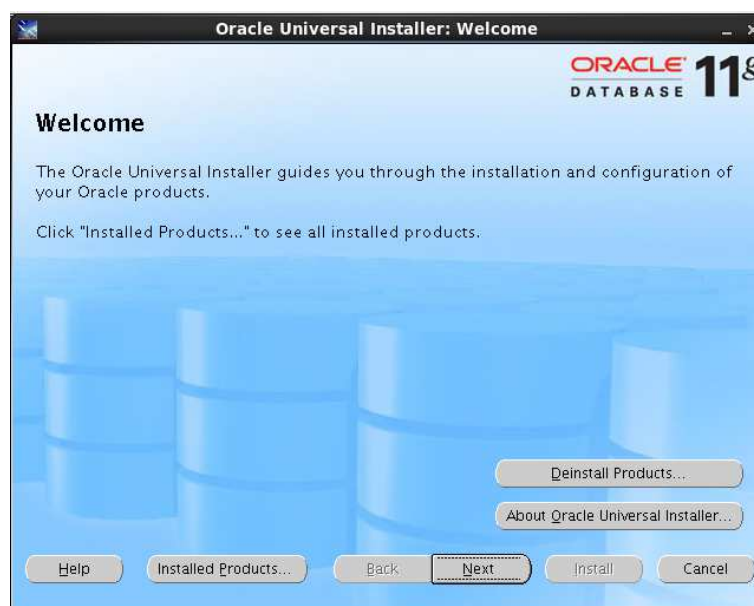 Oracle Universal Installer: Welcome
ORACLE
DATABASE 11g
Welcome
The Oracle Universal Installer guides you through the installation and configuration of
your Oracle products.
Click "Installed Products..." to see all installed products.
Deinstall Products...
About Oracle Universal Installer...
Help Installed Products... Back Next Install Cancel